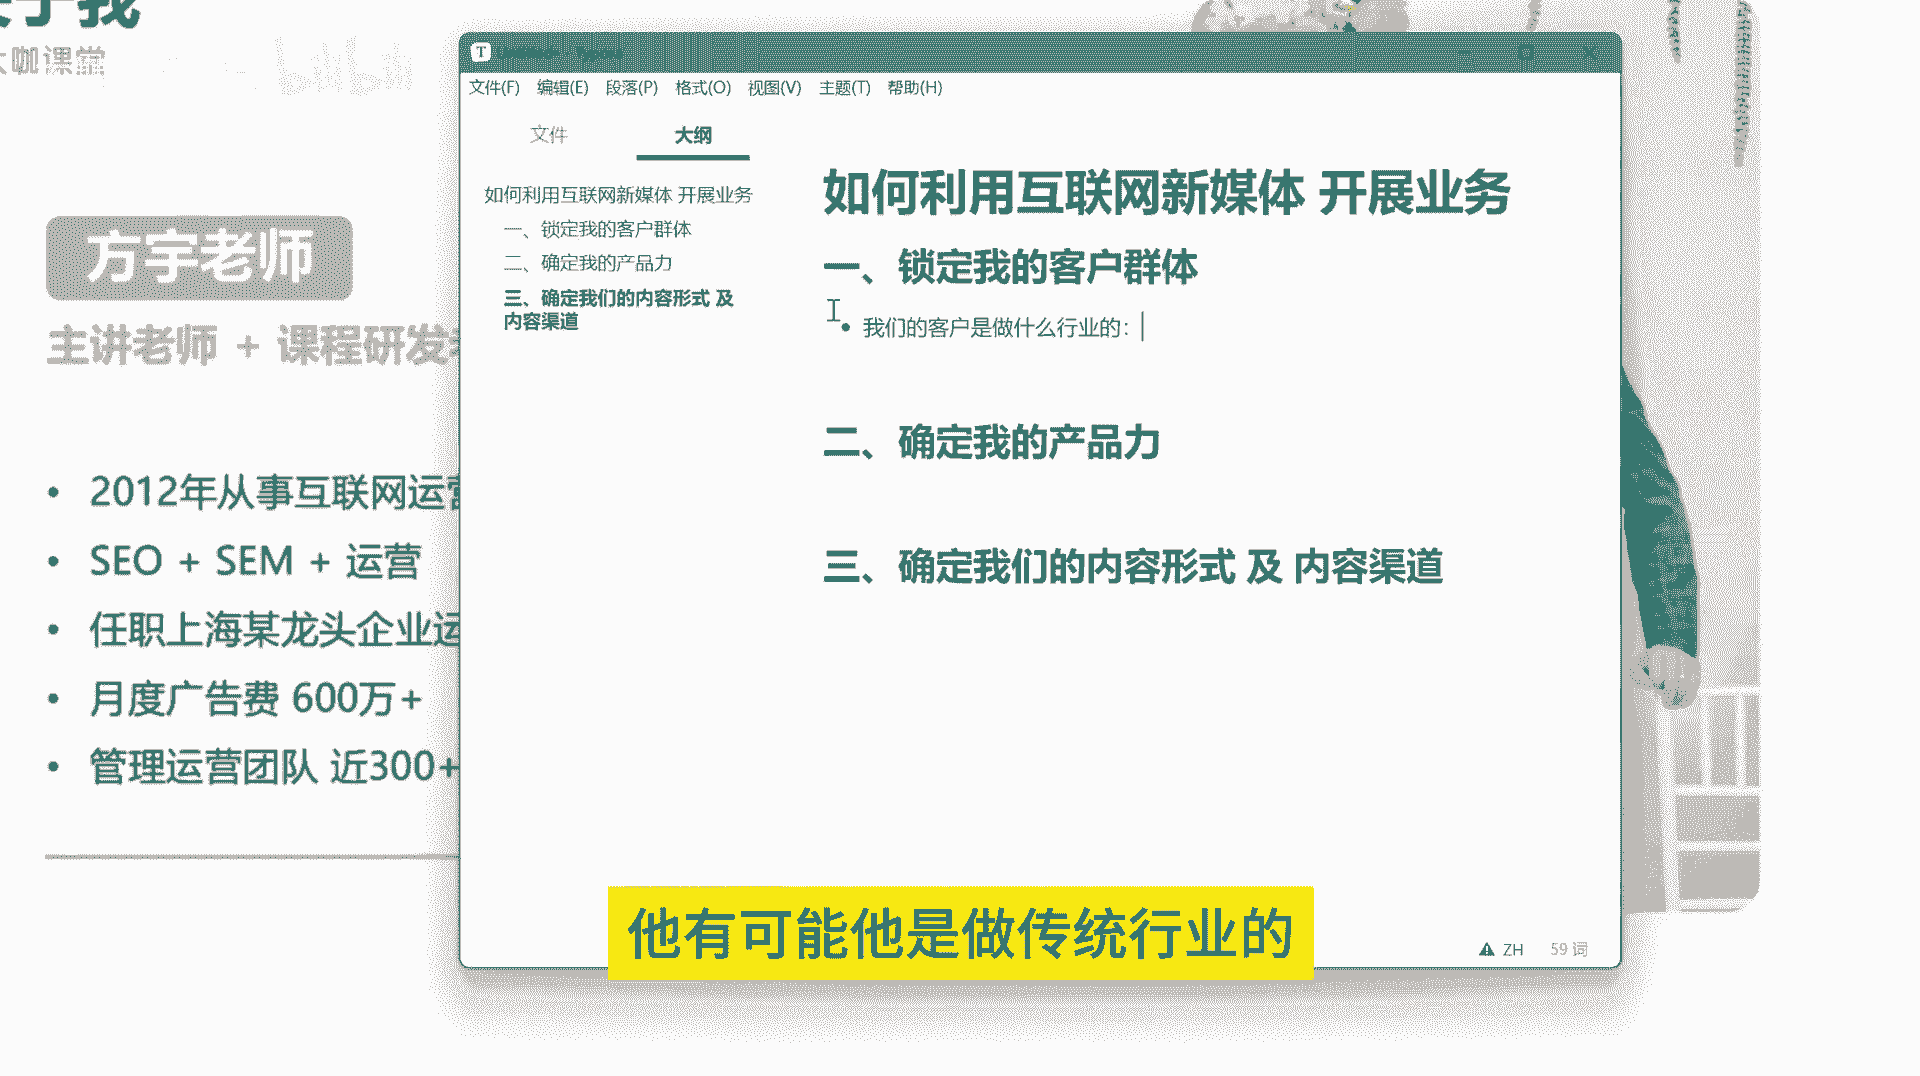 关于我
大咖课堂
bilibili
方宇老师
主讲老师 + 课程研发
2012年从事互联网运营
SEO + SEM + 运营
任职上海某龙头企业运
月度广告费 600万+
管理运营团队 近300+
文件(F) 编辑(E) 段落(P) 格式(O) 视图(V) 主题(T) 帮助(H)
文件 大纲
如何利用互联网新媒体 开展业务
一、锁定我的客户群体
二、确定我的产品力
三、确定我们的内容形式 及
内容渠道
如何利用互联网新媒体 开展业务
一、锁定我的客户群体
• 我们的客户是做什么行业的：
二、确定我的产品力
三、确定我们的内容形式 及 内容渠道
ZH 59 词
他有可能他是做传统行业的